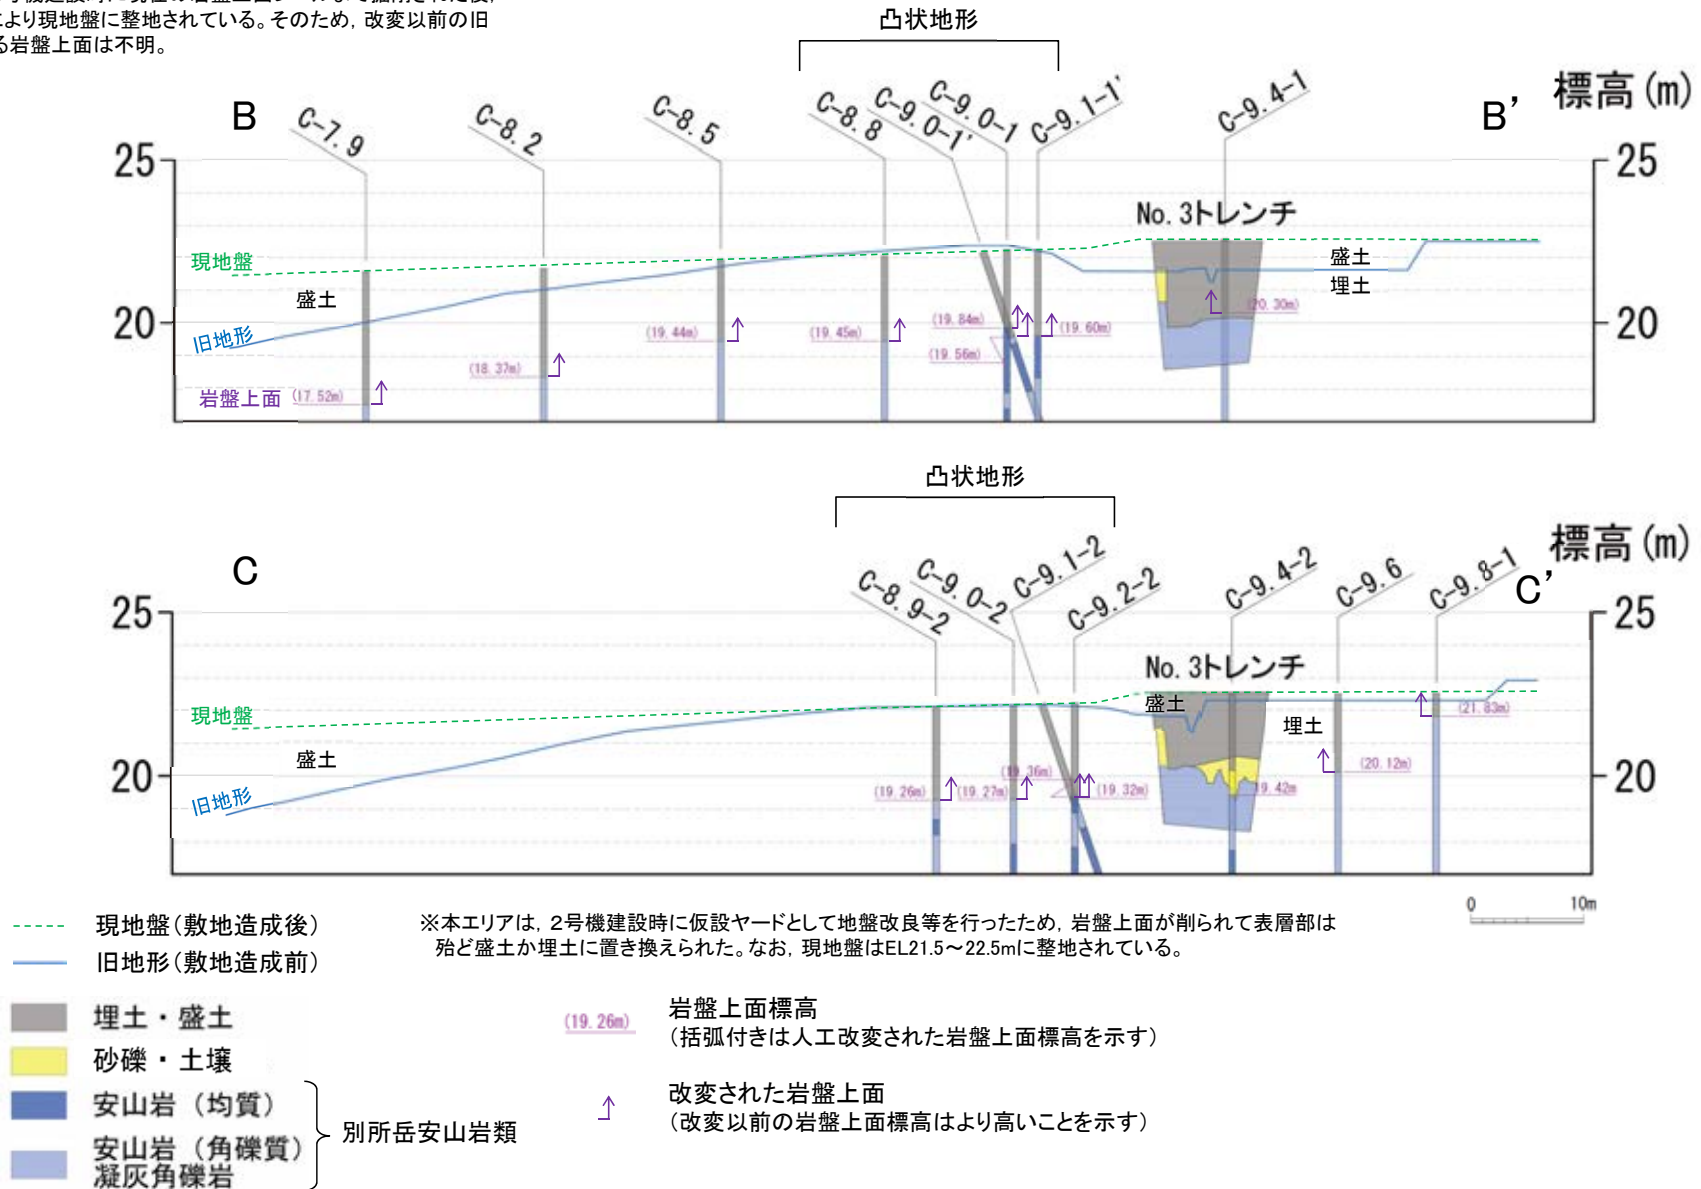 により現地盤に整地されている。そのため, 改変以前の旧
る岩盤上面は不明。
凸状地形
標高(m)
B
B’
C-7.9
C-8.2
C-8.5
C-8.8
C-9.0-1’
C-9.0-1
C-9.1-1’
C-9.4-1
25
25
No. 3トレンチ
現地盤
盛土
盛土
埋土
20
20
旧地形
(20.30m)
(19.44m)
(19.45m)
(19.84m)
(19.60m)
(19.56m)
(18.37m)
岩盤上面
(17.52m)
凸状地形
標高(m)
C
C’
C-8.9-2
C-9.0-2
C-9.1-2
C-9.2-2
C-9.4-2
C-9.6
C-9.8-1
25
25
No. 3トレンチ
現地盤
盛土
盛土
埋土
(21.83m)
20
20
旧地形
(20.12m)
(19.36m)
(19.26m)
(19.27m)
(19.32m)
19.42m
0 10m
現地盤(敷地造成後)
旧地形(敷地造成前)
※本エリアは, 2号機建設時に仮設ヤードとして地盤改良等を行ったため, 岩盤上面が削られて表層部は
殆ど盛土か埋土に置き換えられた。なお, 現地盤はEL21.5~22.5mに整地されている。
埋土・盛土
砂礫・土壌
安山岩(均質)
安山岩(角礫質)
凝灰角礫岩
別所岳安山岩類
(19.26m)
岩盤上面標高
(括弧付きは人工改変された岩盤上面標高を示す)
改変された岩盤上面
(改変以前の岩盤上面標高はより高いことを示す)